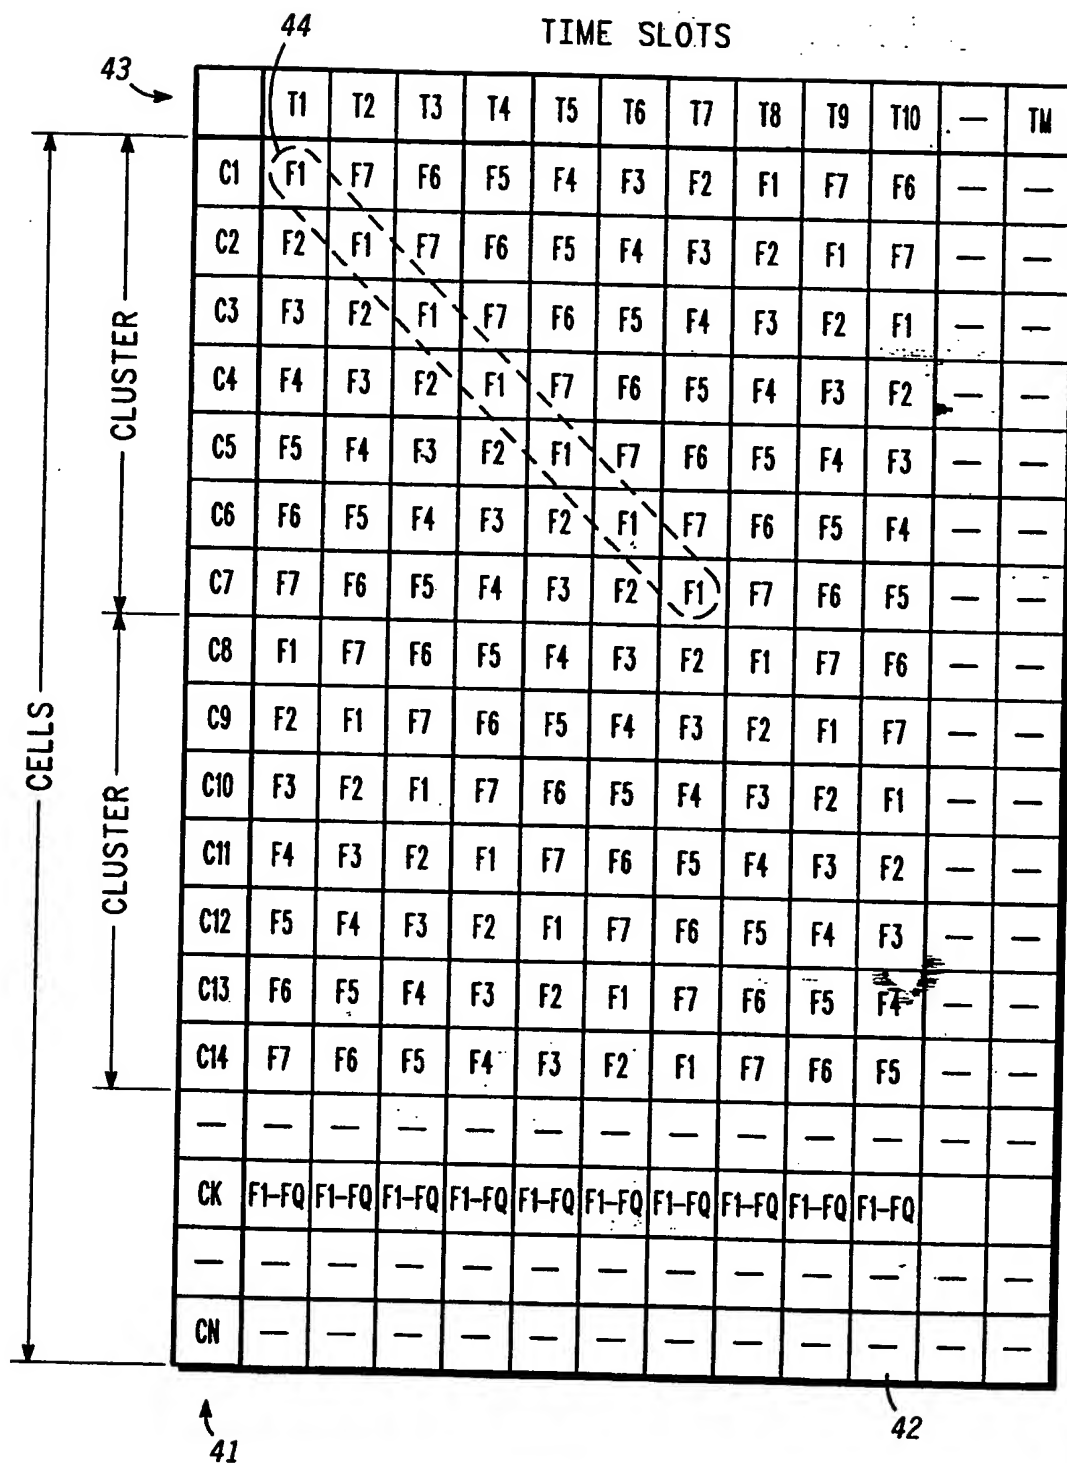 44
TIME SLOTS
43
T1 T2 T3 T4 T5 T6 T7 T8 T9 T10 — TM
C1 F1 F7 F6 F5 F4 F3 F2 F1 F7 F6 — —
C2 F2 F1 F7 F6 F5 F4 F3 F2 F1 F7 — —
C3 F3 F2 F1 F7 F6 F5 F4 F3 F2 F1 — —
C4 F4 F3 F2 F1 F7 F6 F5 F4 F3 F2 — —
C5 F5 F4 F3 F2 F1 F7 F6 F5 F4 F3 — —
C6 F6 F5 F4 F3 F2 F1 F7 F6 F5 F4 — —
C7 F7 F6 F5 F4 F3 F2 F1 F7 F6 F5 — —
C8 F1 F7 F6 F5 F4 F3 F2 F1 F7 F6 — —
C9 F2 F1 F7 F6 F5 F4 F3 F2 F1 F7 — —
C10 F3 F2 F1 F7 F6 F5 F4 F3 F2 F1 — —
C11 F4 F3 F2 F1 F7 F6 F5 F4 F3 F2 — —
C12 F5 F4 F3 F2 F1 F7 F6 F5 F4 F3 — —
C13 F6 F5 F4 F3 F2 F1 F7 F6 F5 F4 — —
C14 F7 F6 F5 F4 F3 F2 F1 F7 F6 F5 — —
— — — — — — — — — — — — —
CK F1-FQ F1-FQ F1-FQ F1-FQ F1-FQ F1-FQ F1-FQ F1-FQ F1-FQ F1-FQ
— — — — — — — — — — — — —
CN — — — — — — — — — — — —
CELLS
CLUSTER
CLUSTER
41
42